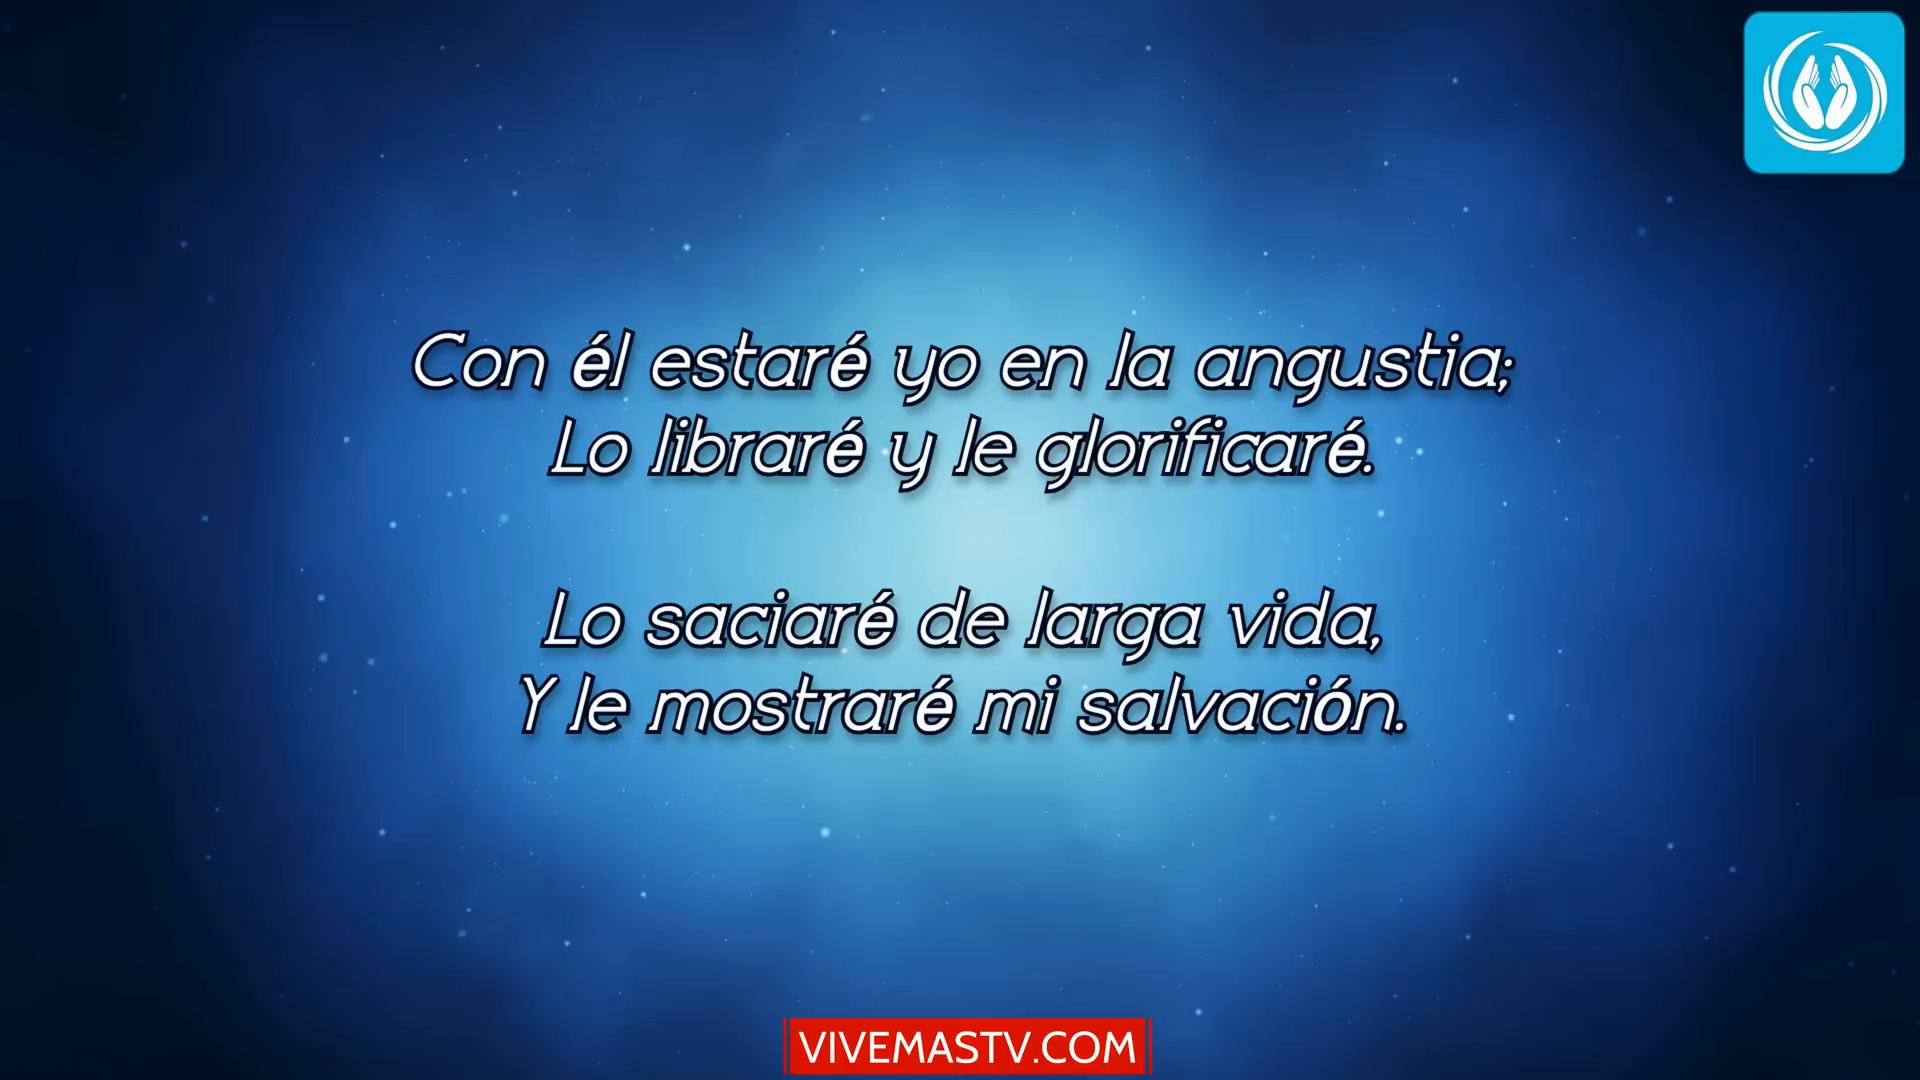 Con él estaré yo en la angustia;
Lo libraré y le glorificaré.
Lo saciaré de larga vida,
Y le mostraré mi salvación.
VIVEMASTV.COM